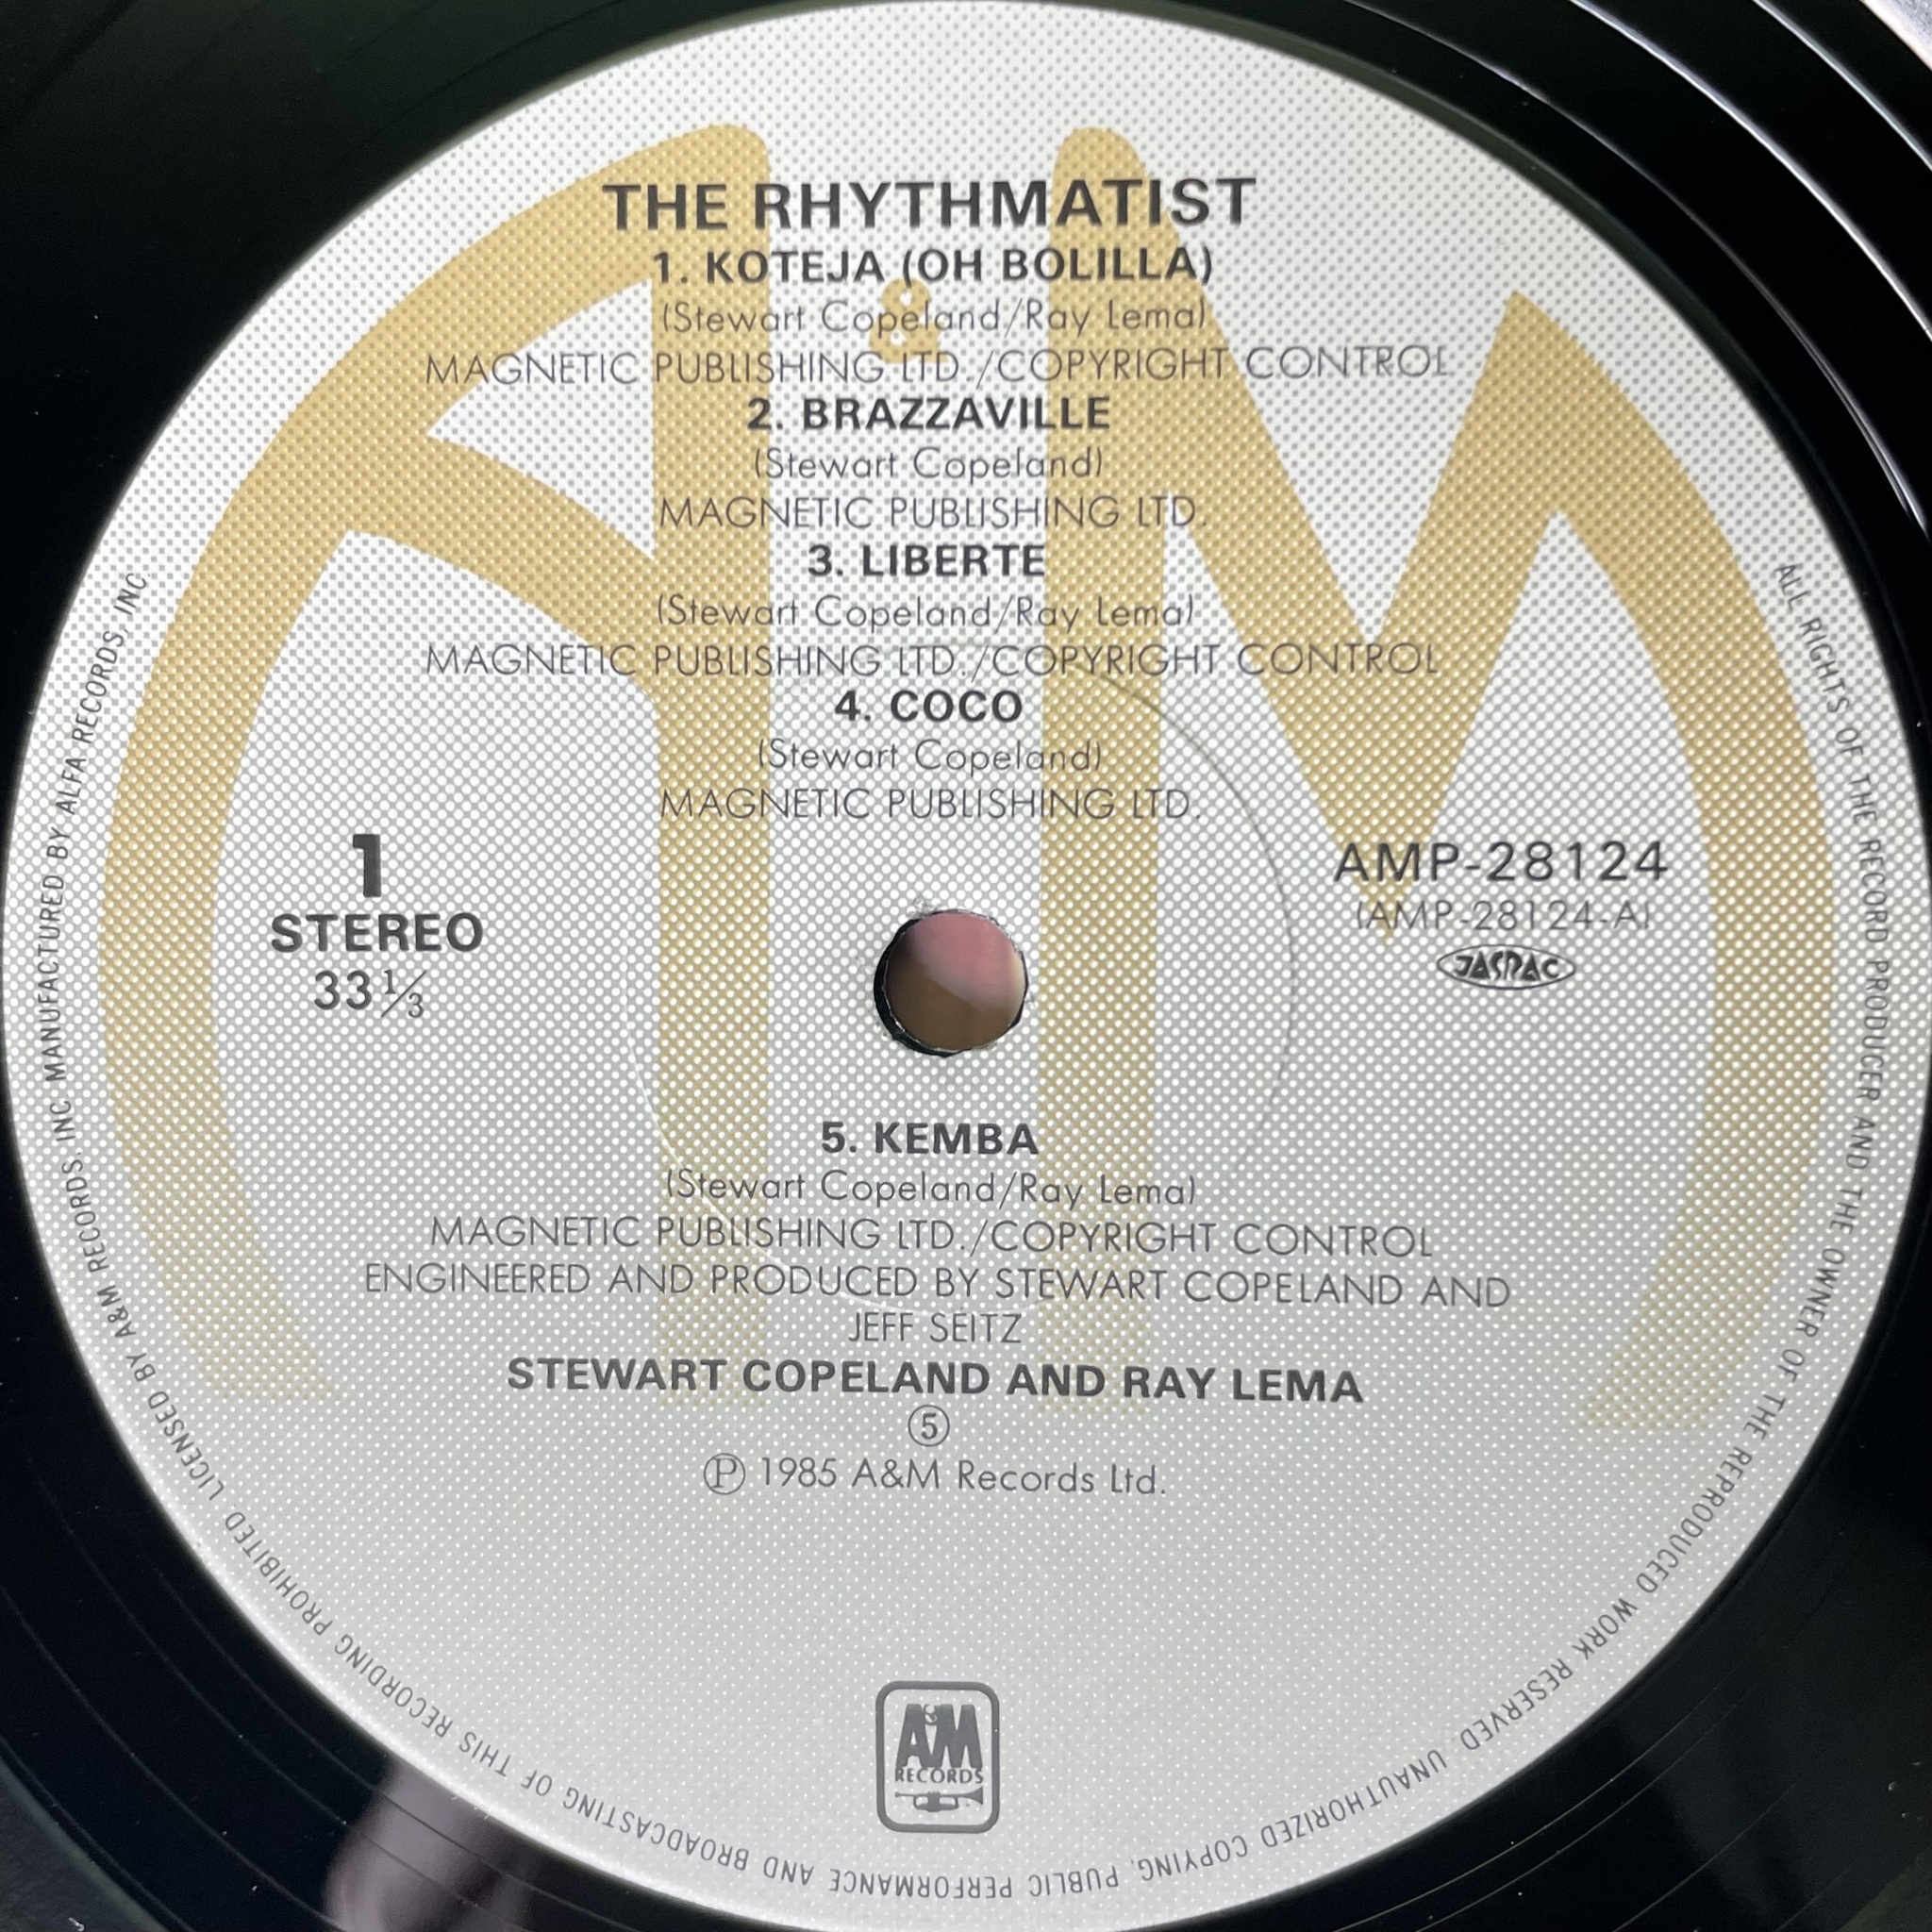 THE RHYTHMATIST
1. KOTEJA (OH BOLILLA)
(Stewart Copeland/Ray Lema)
MAGNETIC PUBLISHING LTD./COPYRIGHT CONTROL
2. BRAZZAVILLE
(Stewart Copeland)
MAGNETIC PUBLISHING LTD.
3. LIBERTE
(Stewart Copeland/Ray Lema)
MAGNETIC PUBLISHING LTD./COPYRIGHT CONTROL
4. COCO
(Stewart Copeland)
MAGNETIC PUBLISHING LTD.
1
STEREO
33⅓
AMP-28124
(AMP-28124-A)
JASRAC
5. KEMBA
(Stewart Copeland/Ray Lema)
MAGNETIC PUBLISHING LTD./COPYRIGHT CONTROL
ENGINEERED AND PRODUCED BY STEWART COPELAND AND
JEFF SEITZ
STEWART COPELAND AND RAY LEMA
⑤
Ⓟ 1985 A&M Records Ltd.
A&M
RECORDS
A&M
ALL RIGHTS OF THE RECORD PRODUCER AND THE OWNER OF THE REPRODUCED WORK RESERVED. UNAUTHORIZED COPYING, PUBLIC PERFORMANCE AND BROADCASTING OF THIS RECORDING PROHIBITED LICENSED BY A&M RECORDS. INC MANUFACTURED BY ALFA RECORDS, INC